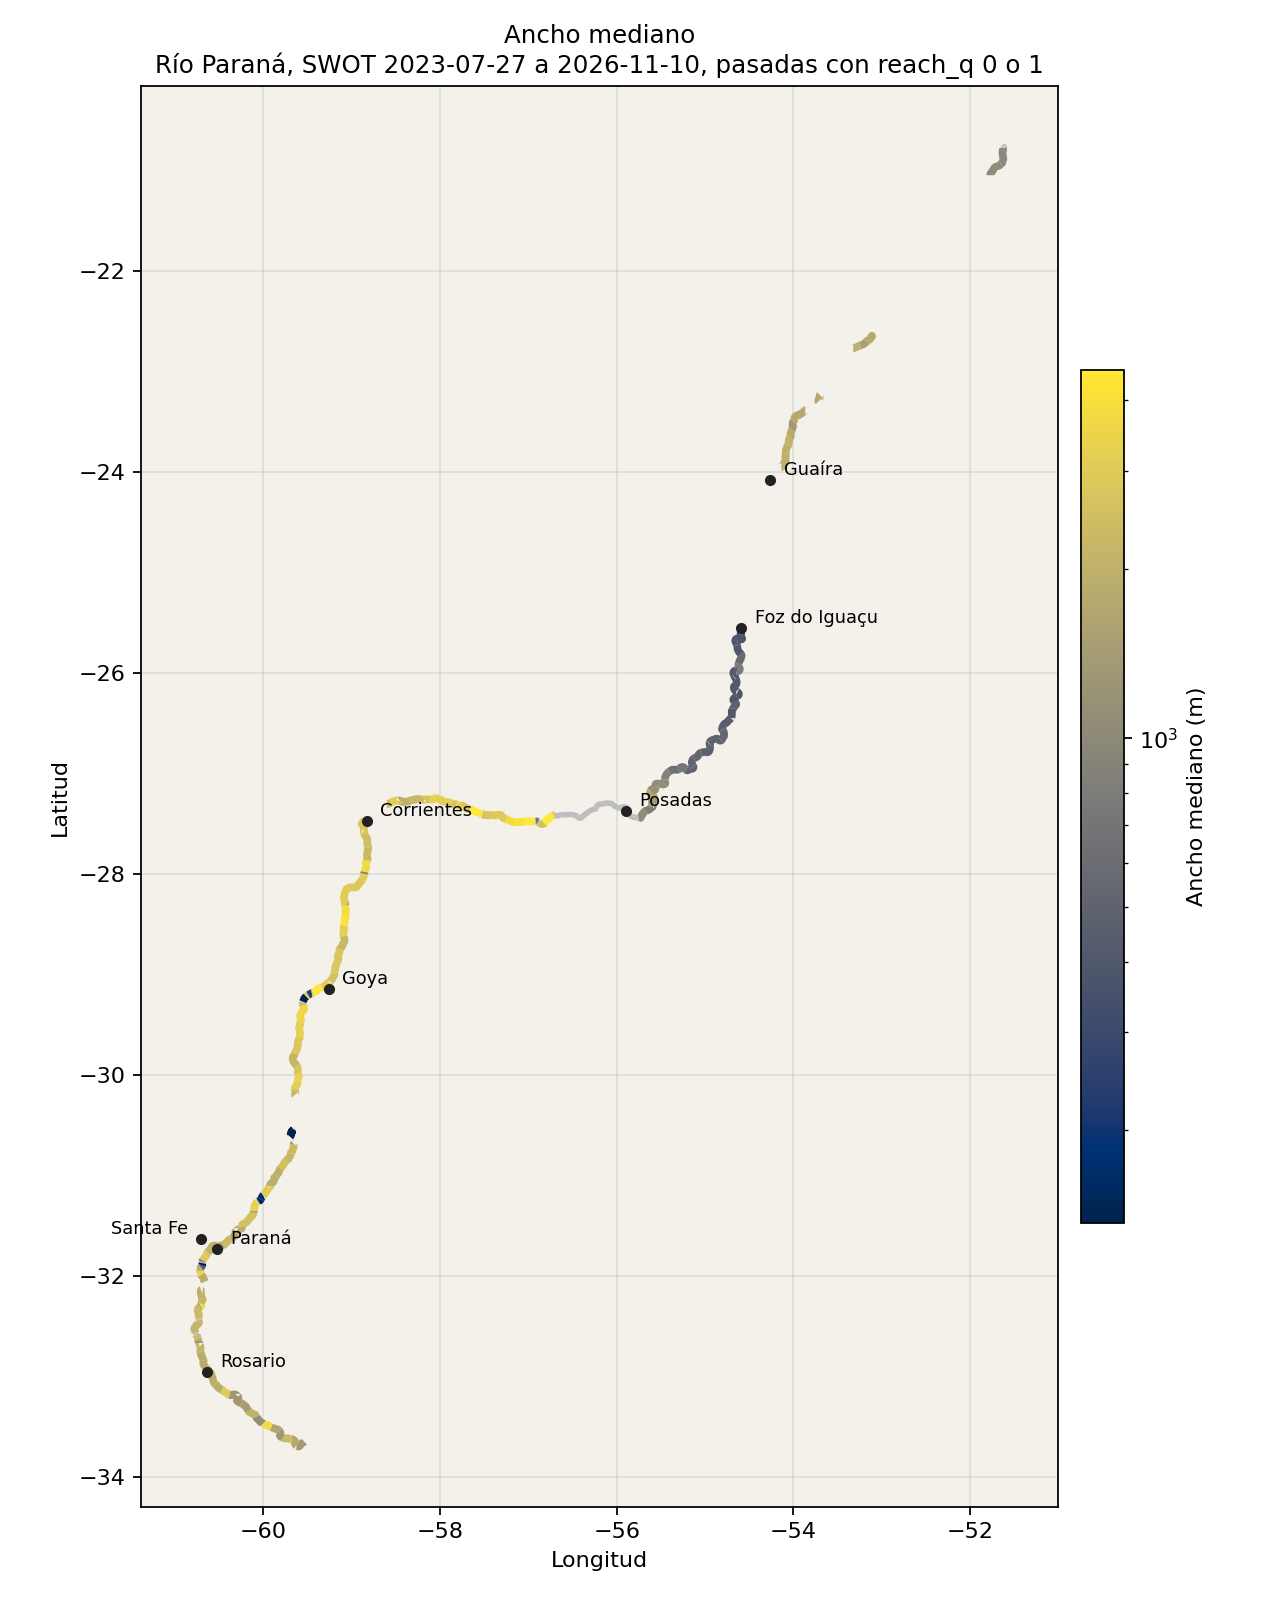 Ancho mediano
Río Paraná, SWOT 2023-07-27 a 2026-11-10, pasadas con reach_q 0 o 1
−22
−24
−26
−28
−30
−32
−34
Latitud
Guaíra
Foz do Iguaçu
Posadas
Corrientes
Goya
Santa Fe
Paraná
Rosario
−60
−58
−56
−54
−52
Longitud
10³
Ancho mediano (m)